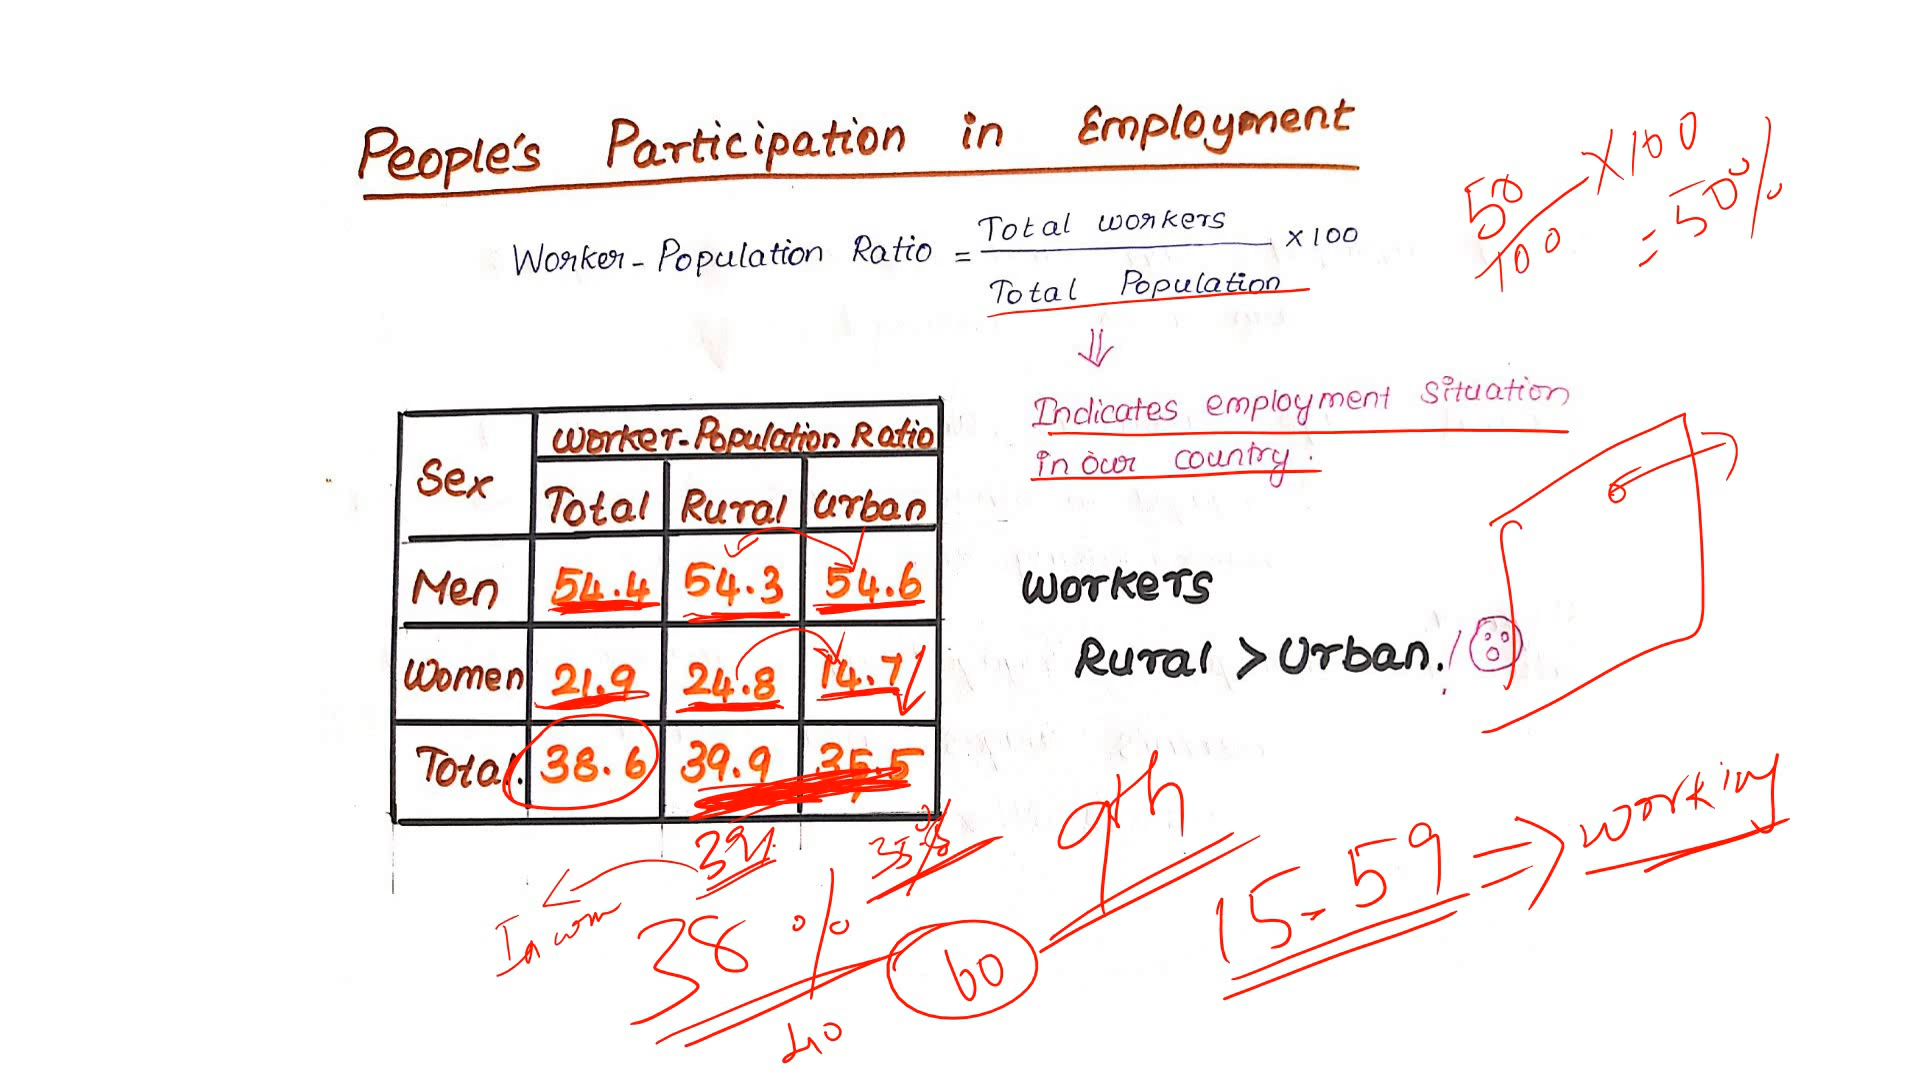 People's Participation in Employment
Worker-Population Ratio = Total workers / Total Population ×100
50/100 ×100
= 50%
⇓
Indicates employment situation
in our country.
Sex Worker-Population Ratio
Total Rural Urban
Men 54.4 54.3 54.6
Women 21.9 24.8 14.7
Total. 38.6 39.9 35.5
Workers
Rural > Urban.
39%
35%
38%
40
60
9th
15-59 ⇒ working